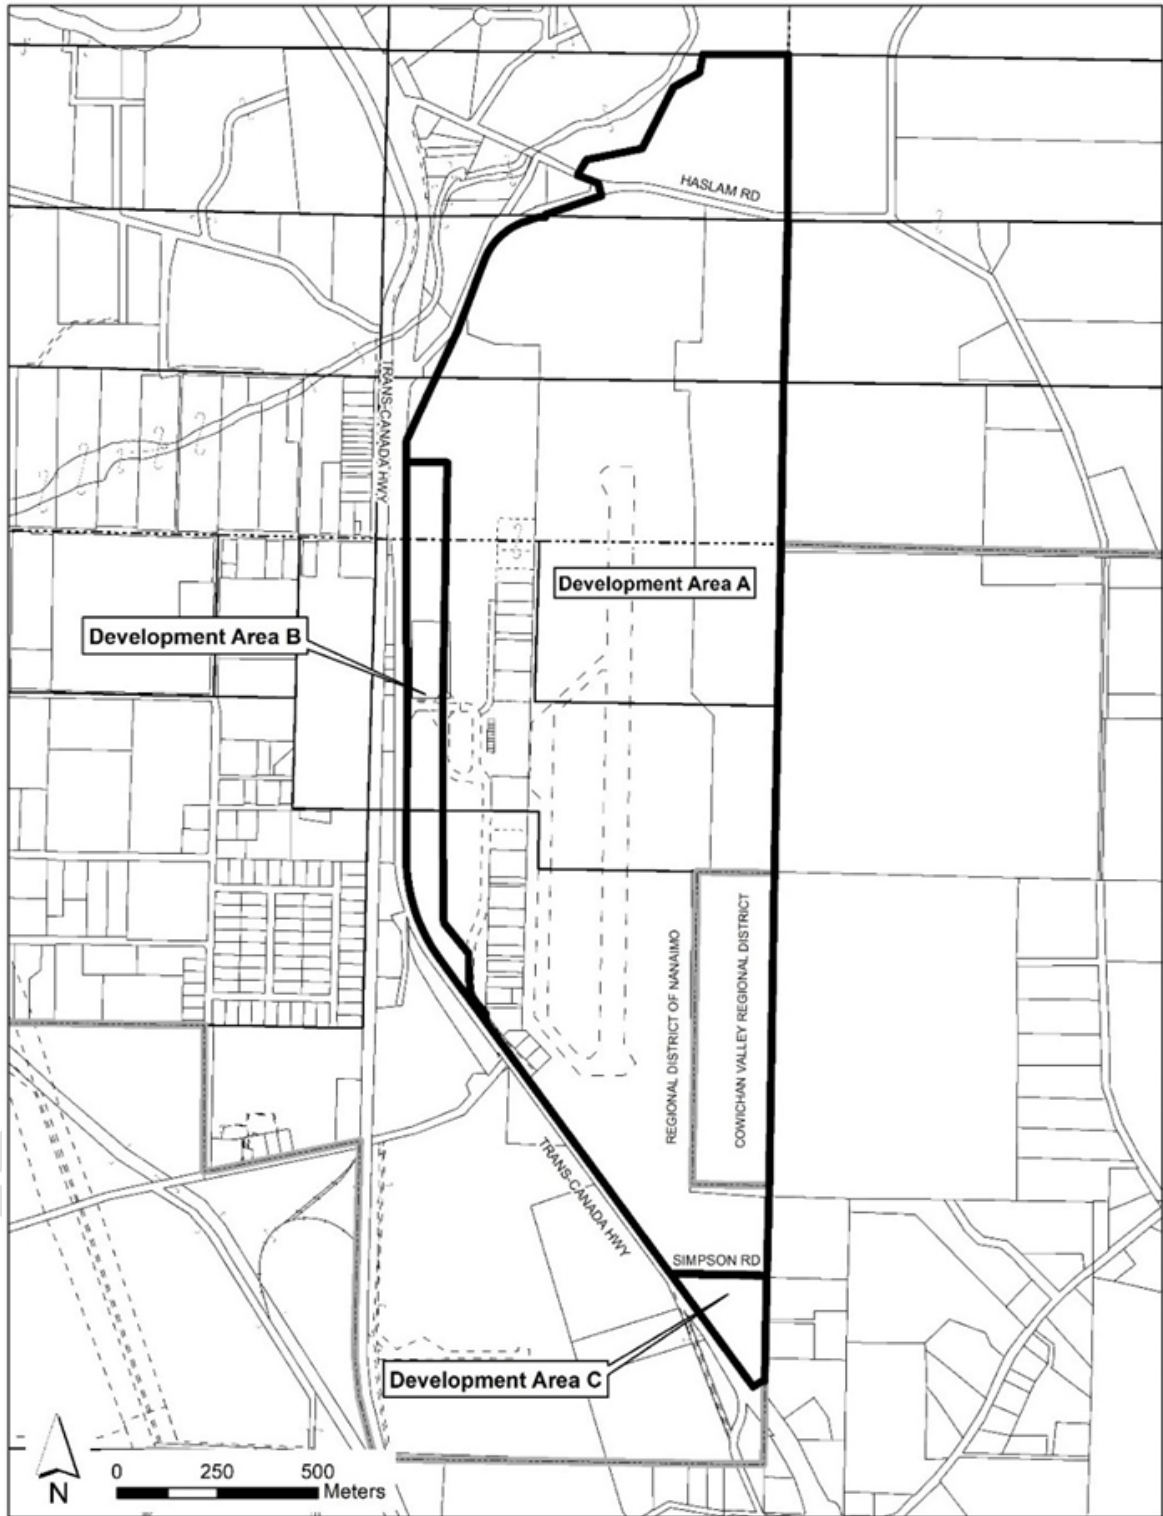 HASLAM RD
TRANS-CANADA HWY
Development Area A
Development Area B
REGIONAL DISTRICT OF NANAIMO
COWICHAN VALLEY REGIONAL DISTRICT
TRANS-CANADA HWY
SIMPSON RD
Development Area C
N
0 250 500
Meters